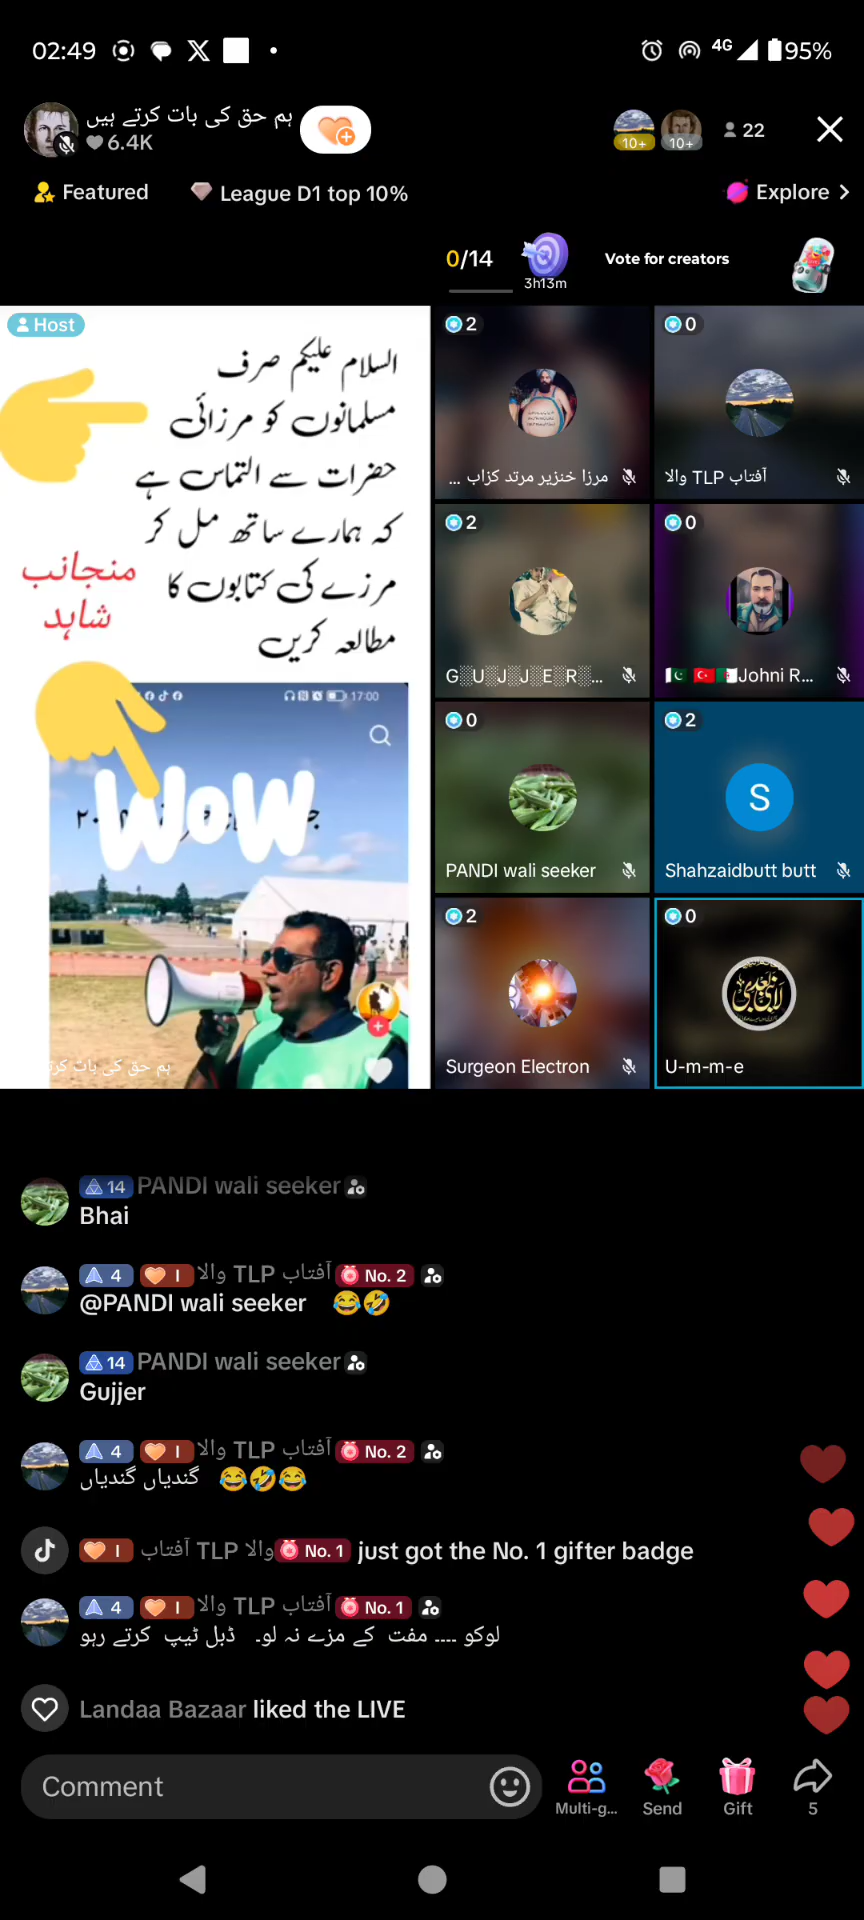 02:49
4G
95%
ہم حق کی بات کرتے ہیں
6.4K
10+
10+
22
Featured
League D1 top 10%
Explore
0/14
3h13m
Vote for creators
Host
السلام علیکم صرف
مسلمانوں کو مرزائی
حضرات سے التماس ہے
کہ ہمارے ساتھ مل کر
مرزے کی کتابوں کا
مطالعہ کریں
منجانب
شاہد
17:00
WOW
ہم حق کی بات
2
مرزا خنزیر مرتد کزاب ...
0
آفتاب TLP والا
2
G░U░J░J░E░R░...
0
Johni R...
0
PANDI wali seeker
2
S
Shahzaidbutt butt
2
Surgeon Electron
0
لا نبی بعدی
U-m-m-e
14 PANDI wali seeker
Bhai
4 I آفتاب TLP والا No. 2
@PANDI wali seeker 😂🤣
14 PANDI wali seeker
Gujjer
4 I آفتاب TLP والا No. 2
گندیاں گندیاں 😂🤣😂
I آفتاب TLP والا No. 1 just got the No. 1 gifter badge
4 I آفتاب TLP والا No. 1
لوکو ---- مفت کے مزے نہ لو۔ ڈبل ٹیپ کرتے رہو
Landaa Bazaar liked the LIVE
Comment
Multi-g...
Send
Gift
5